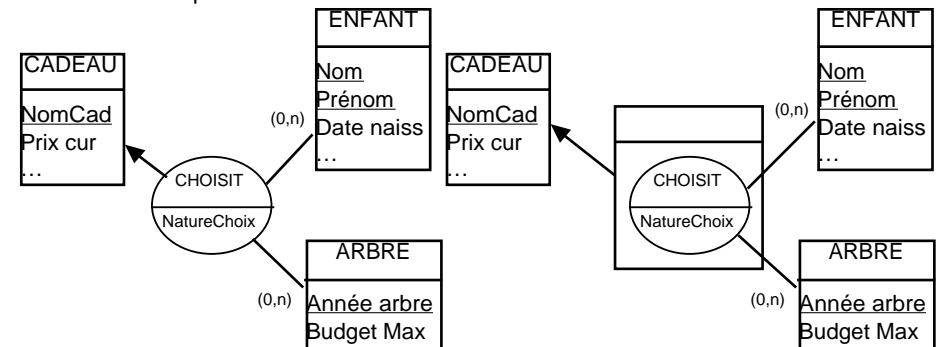 ENFANT
Nom
Prénom
Date naiss
…
CADEAU
NomCad
Prix cur
…
(0,n)
CHOISIT
NatureChoix
(0,n)
ARBRE
Année arbre
Budget Max
ENFANT
Nom
Prénom
Date naiss
…
CADEAU
NomCad
Prix cur
…
(0,n)
CHOISIT
NatureChoix
(0,n)
ARBRE
Année arbre
Budget Max